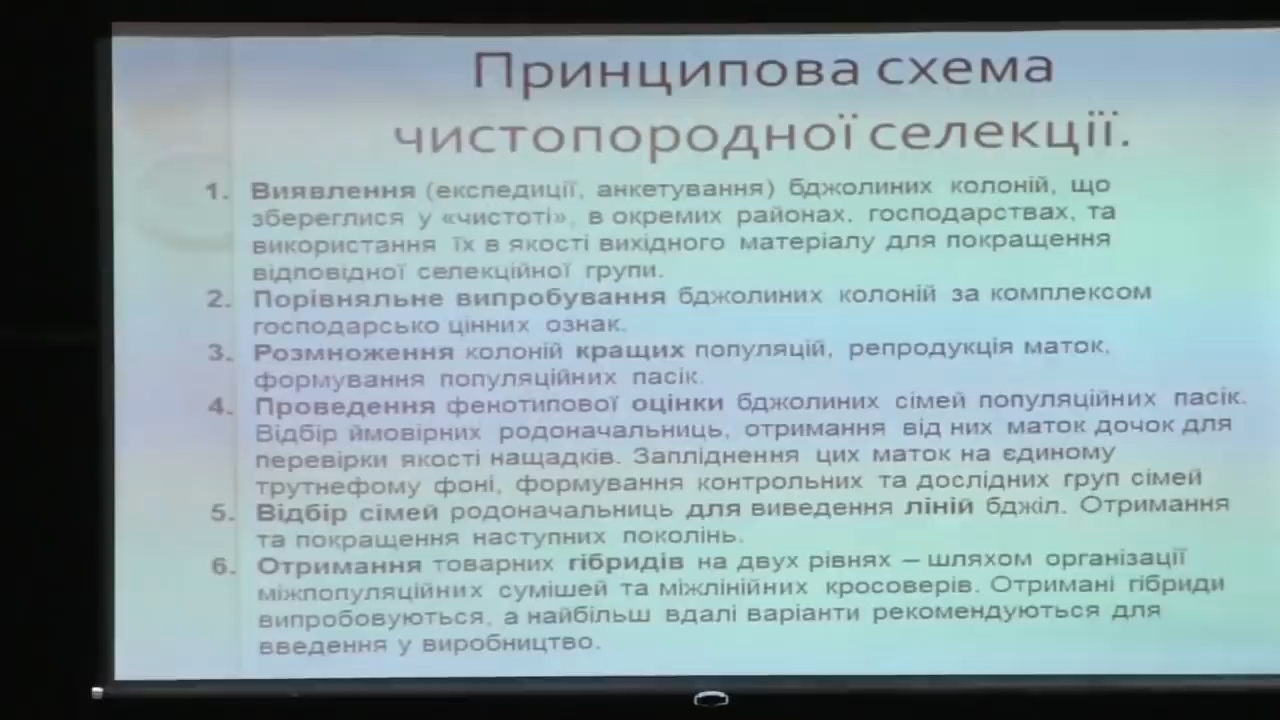 Принципова схема
чистопородної селекції.
1. Виявлення (експедиції, анкетування) бджолиних колоній, що
збереглися у «чистоті», в окремих районах, господарствах, та
використання їх в якості вихідного матеріалу для покращення
відповідної селекційної групи.
2. Порівняльне випробування бджолиних колоній за комплексом
господарсько цінних ознак.
3. Розмноження колоній кращих популяцій, репродукція маток,
формування популяційних пасік.
4. Проведення фенотипової оцінки бджолиних сімей популяційних пасік.
Відбір ймовірних родоначальниць, отримання від них маток дочок для
перевірки якості нащадків. Запліднення цих маток на єдиному
трутнефому фоні, формування контрольних та дослідних груп сімей
5. Відбір сімей родоначальниць для виведення ліній бджіл. Отримання
та покращення наступних поколінь.
6. Отримання товарних гібридів на двух рівнях – шляхом організації
міжпопуляційних сумішей та міжлінійних кросоверів. Отримані гібриди
випробовуються, а найбільш вдалі варіанти рекомендуються для
введення у виробництво.